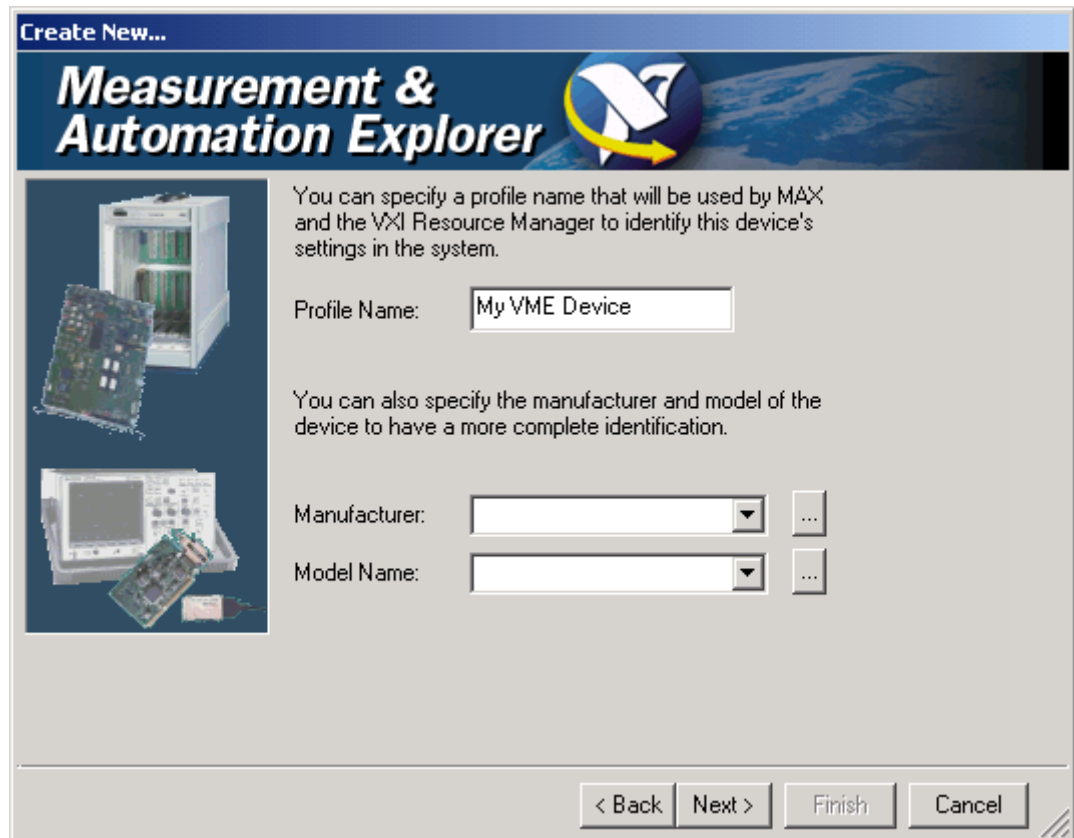 Create New...
Measurement &
Automation Explorer
You can specify a profile name that will be used by MAX
and the VXI Resource Manager to identify this device's
settings in the system.
Profile Name:
My VME Device
You can also specify the manufacturer and model of the
device to have a more complete identification.
Manufacturer:
...
Model Name:
...
< Back
Next >
Finish
Cancel